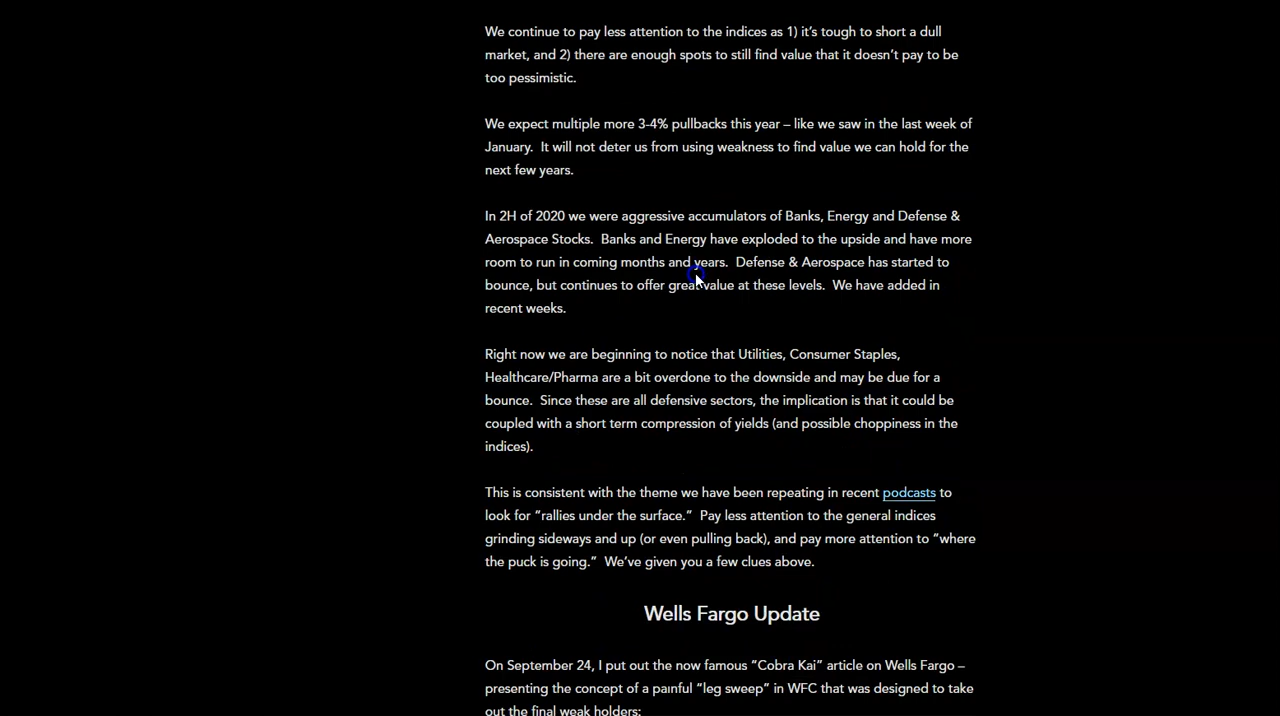 We continue to pay less attention to the indices as 1) it's tough to short a dull
market, and 2) there are enough spots to still find value that it doesn't pay to be
too pessimistic.
We expect multiple more 3-4% pullbacks this year – like we saw in the last week of
January.  It will not deter us from using weakness to find value we can hold for the
next few years.
In 2H of 2020 we were aggressive accumulators of Banks, Energy and Defense &
Aerospace Stocks.  Banks and Energy have exploded to the upside and have more
room to run in coming months and years.  Defense & Aerospace has started to
bounce, but continues to offer great value at these levels.  We have added in
recent weeks.
Right now we are beginning to notice that Utilities, Consumer Staples,
Healthcare/Pharma are a bit overdone to the downside and may be due for a
bounce.  Since these are all defensive sectors, the implication is that it could be
coupled with a short term compression of yields (and possible choppiness in the
indices).
This is consistent with the theme we have been repeating in recent podcasts to
look for “rallies under the surface.”  Pay less attention to the general indices
grinding sideways and up (or even pulling back), and pay more attention to “where
the puck is going.”  We've given you a few clues above.
Wells Fargo Update
On September 24, I put out the now famous “Cobra Kai” article on Wells Fargo –
presenting the concept of a painful “leg sweep” in WFC that was designed to take
out the final weak holders: